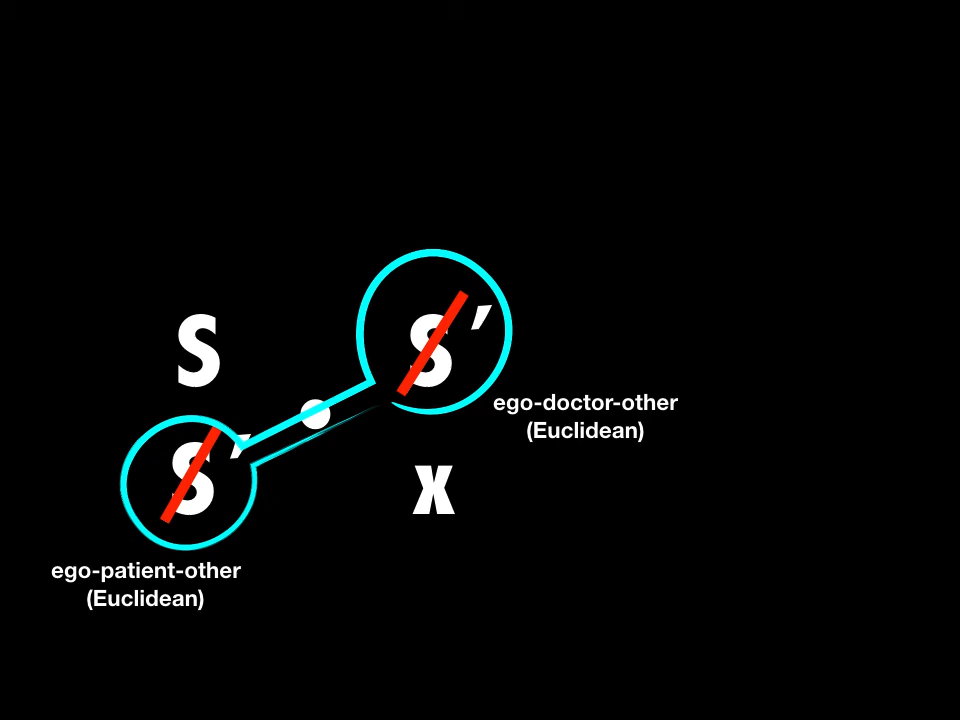 S S′
ego-doctor-other
(Euclidean)
S′ x
ego-patient-other
(Euclidean)